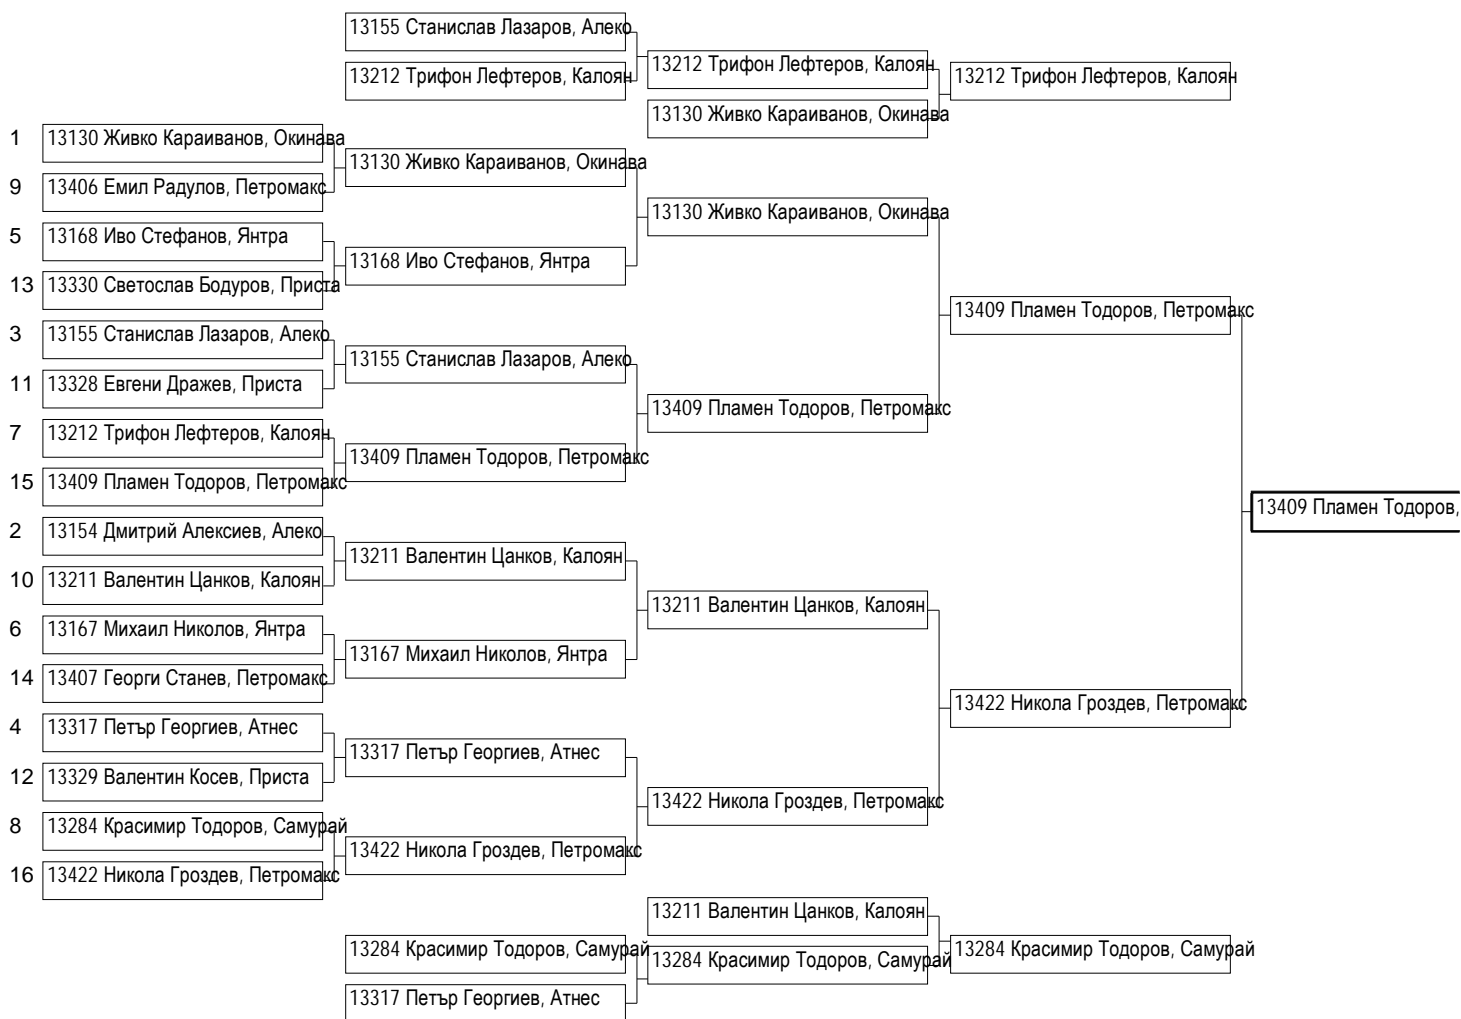 13155 Станислав Лазаров, Алеко
13212 Трифон Лефтеров, Калоян
13212 Трифон Лефтеров, Калоян
13212 Трифон Лефтеров, Калоян
13130 Живко Караиванов, Окинава
1 13130 Живко Караиванов, Окинава
13130 Живко Караиванов, Окинава
9 13406 Емил Радулов, Петромакс
13130 Живко Караиванов, Окинава
5 13168 Иво Стефанов, Янтра
13168 Иво Стефанов, Янтра
13 13330 Светослав Бодуров, Приста
13409 Пламен Тодоров, Петромакс
3 13155 Станислав Лазаров, Алеко
13155 Станислав Лазаров, Алеко
11 13328 Евгени Дражев, Приста
13409 Пламен Тодоров, Петромакс
7 13212 Трифон Лефтеров, Калоян
13409 Пламен Тодоров, Петромакс
15 13409 Пламен Тодоров, Петромакс
13409 Пламен Тодоров,
2 13154 Дмитрий Алексиев, Алеко
13211 Валентин Цанков, Калоян
10 13211 Валентин Цанков, Калоян
13211 Валентин Цанков, Калоян
6 13167 Михаил Николов, Янтра
13167 Михаил Николов, Янтра
14 13407 Георги Станев, Петромакс
13422 Никола Гроздев, Петромакс
4 13317 Петър Георгиев, Атнес
13317 Петър Георгиев, Атнес
12 13329 Валентин Косев, Приста
13422 Никола Гроздев, Петромакс
8 13284 Красимир Тодоров, Самурай
13422 Никола Гроздев, Петромакс
16 13422 Никола Гроздев, Петромакс
13211 Валентин Цанков, Калоян
13284 Красимир Тодоров, Самурай
13284 Красимир Тодоров, Самурай
13284 Красимир Тодоров, Самурай
13317 Петър Георгиев, Атнес